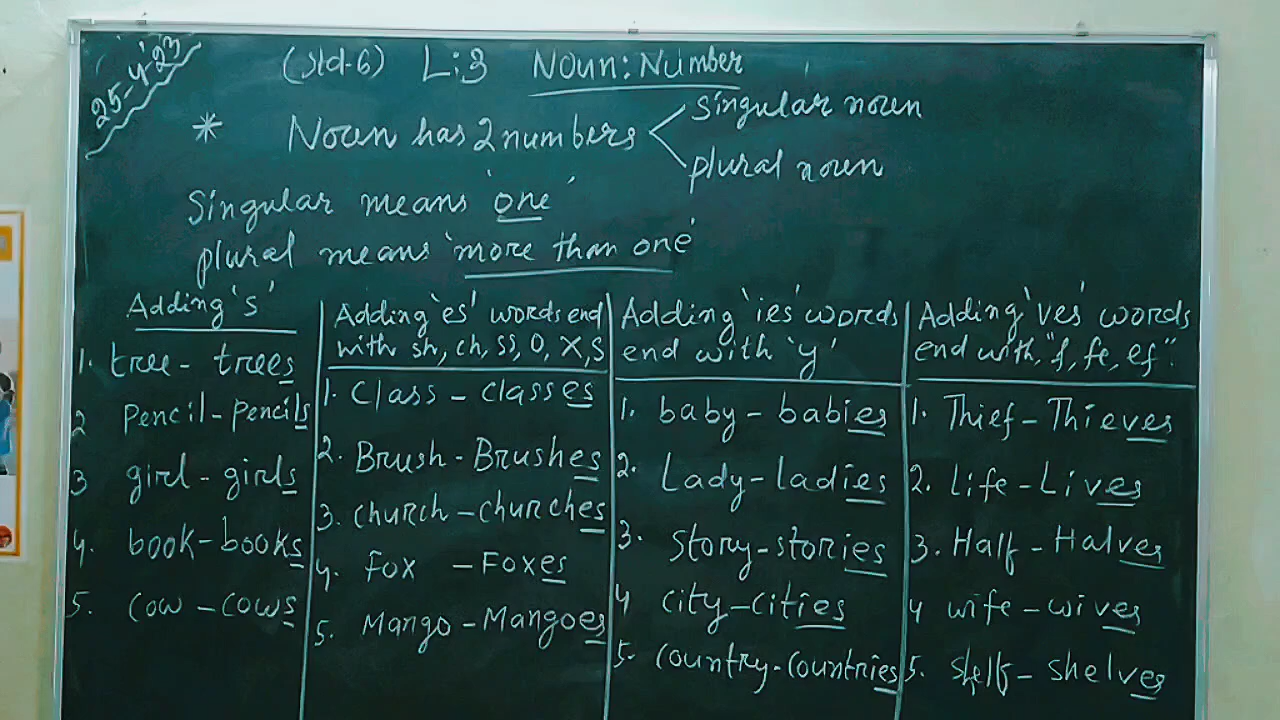 25-4-23
(std-6) L:3 Noun: Number
* Noun has 2 numbers
singular noun
plural noun
Singular means 'one'
plural means 'more than one'
Adding 's'
1. tree - trees
2 Pencil - pencils
3 girl - girls
4. book - books
5. cow - cows
Adding 'es' words end
with sh, ch, ss, O, X, S
1. Class - classes
2. Brush - Brushes
3. church - churches
4. Fox - Foxes
5. Mango - Mangoes
Adding 'ies' words
end with 'y'
1. baby - babies
2. Lady - ladies
3. story - stories
4 city - cities
5. country - countries
Adding 'ves' words
end with, "f, fe, ef".
1. Thief - Thieves
2. life - Lives
3. Half - Halves
4 wife - wives
5. shelf - shelves